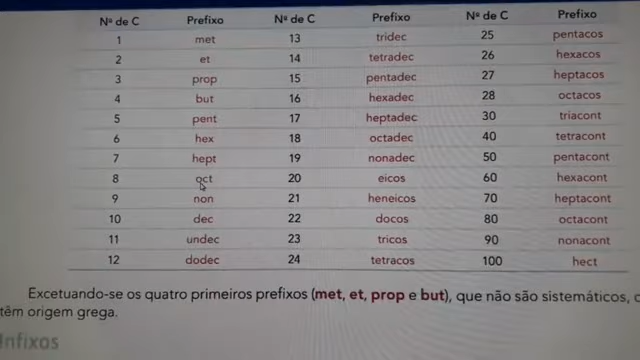 Nº de C Prefixo Nº de C Prefixo Nº de C Prefixo
1 met 13 tridec 25 pentacos
2 et 14 tetradec 26 hexacos
3 prop 15 pentadec 27 heptacos
4 but 16 hexadec 28 octacos
5 pent 17 heptadec 30 triacont
6 hex 18 octadec 40 tetracont
7 hept 19 nonadec 50 pentacont
8 oct 20 eicos 60 hexacont
9 non 21 heneicos 70 heptacont
10 dec 22 docos 80 octacont
11 undec 23 tricos 90 nonacont
12 dodec 24 tetracos 100 hect
Excetuando-se os quatro primeiros prefixos (met, et, prop e but), que não são sistemáticos,
têm origem grega.
Infixos